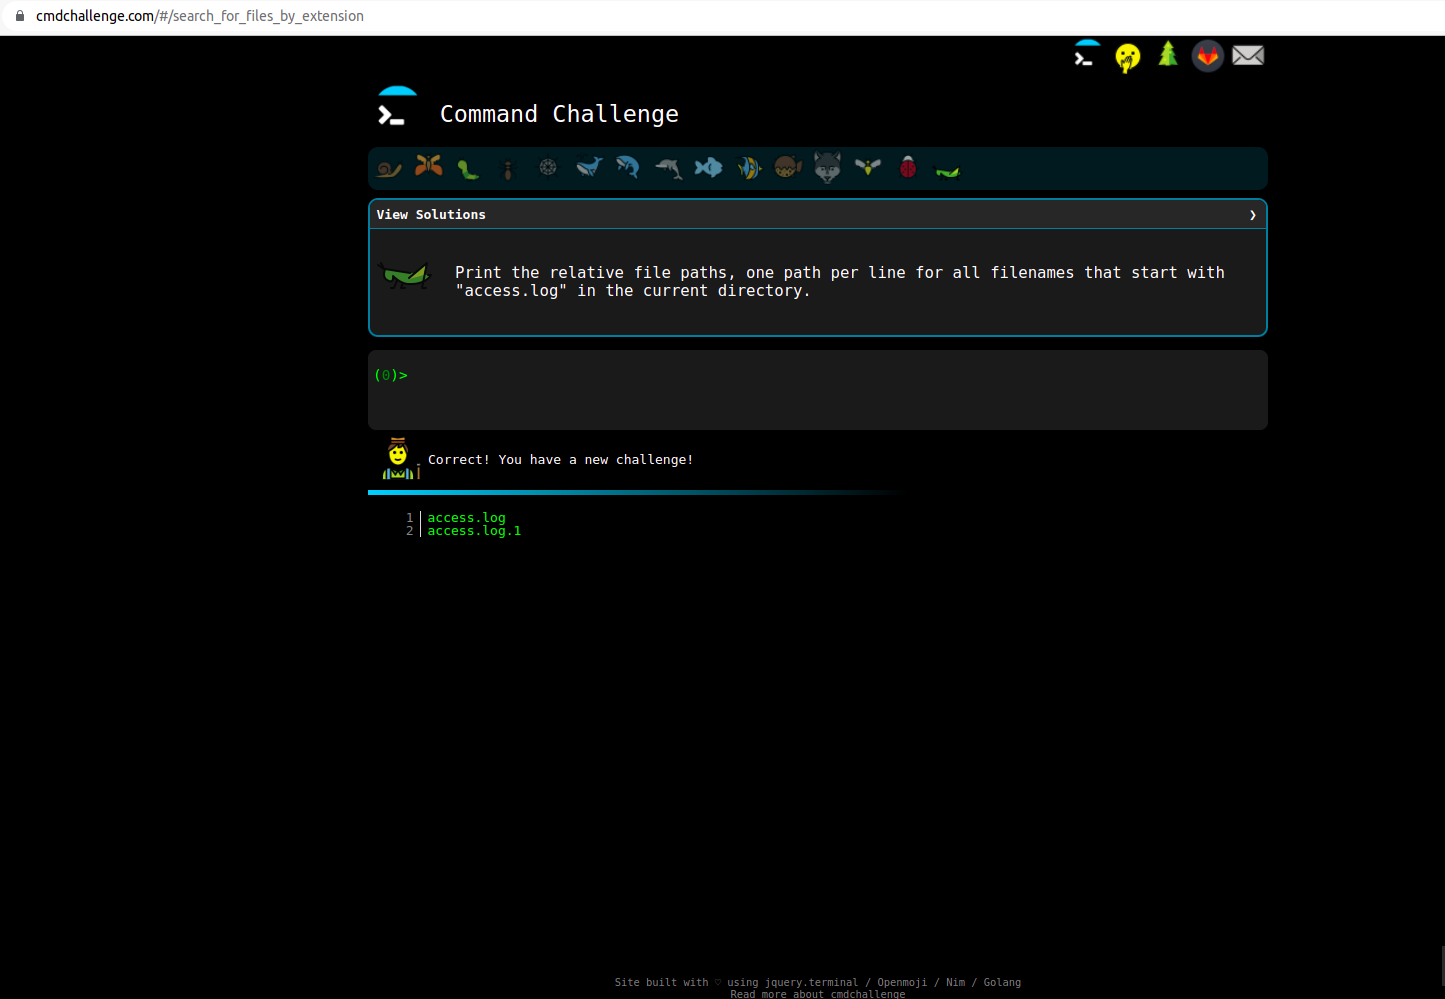 cmdchallenge.com/#/search_for_files_by_extension
Command Challenge
View Solutions ❯
Print the relative file paths, one path per line for all filenames that start with
"access.log" in the current directory.
(0)>
Correct! You have a new challenge!
1 access.log
2 access.log.1
Site built with ♡ using jquery.terminal / Openmoji / Nim / Golang
Read more about cmdchallenge